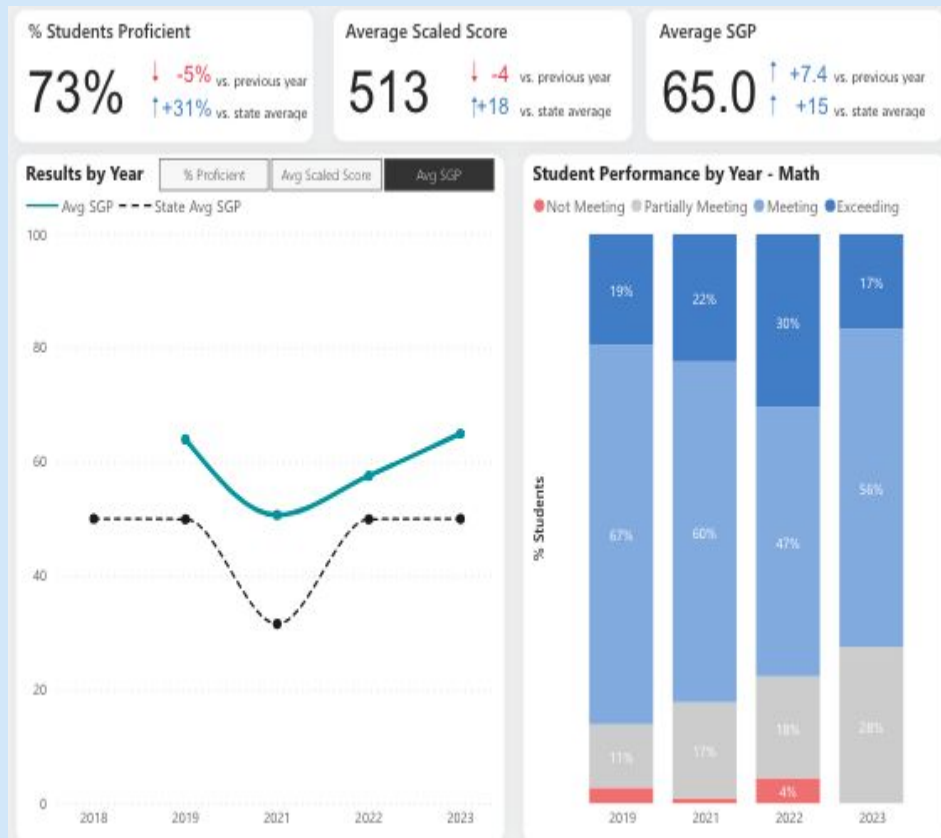 % Students Proficient
73%
↓ -5% vs. previous year
↑+31% vs. state average
Average Scaled Score
513
↓ -4 vs. previous year
↑+18 vs. state average
Average SGP
65.0
↑ +7.4 vs. previous year
↑ +15 vs. state average
Results by Year
% Proficient
Avg Scaled Score
Avg SGP
Avg SGP State Avg SGP
100
80
60
40
20
0
2018 2019 2021 2022 2023
Student Performance by Year - Math
Not Meeting Partially Meeting Meeting Exceeding
% Students
19% 22% 30% 17%
67% 60% 47% 56%
11% 17% 18% 28%
4%
2019 2021 2022 2023